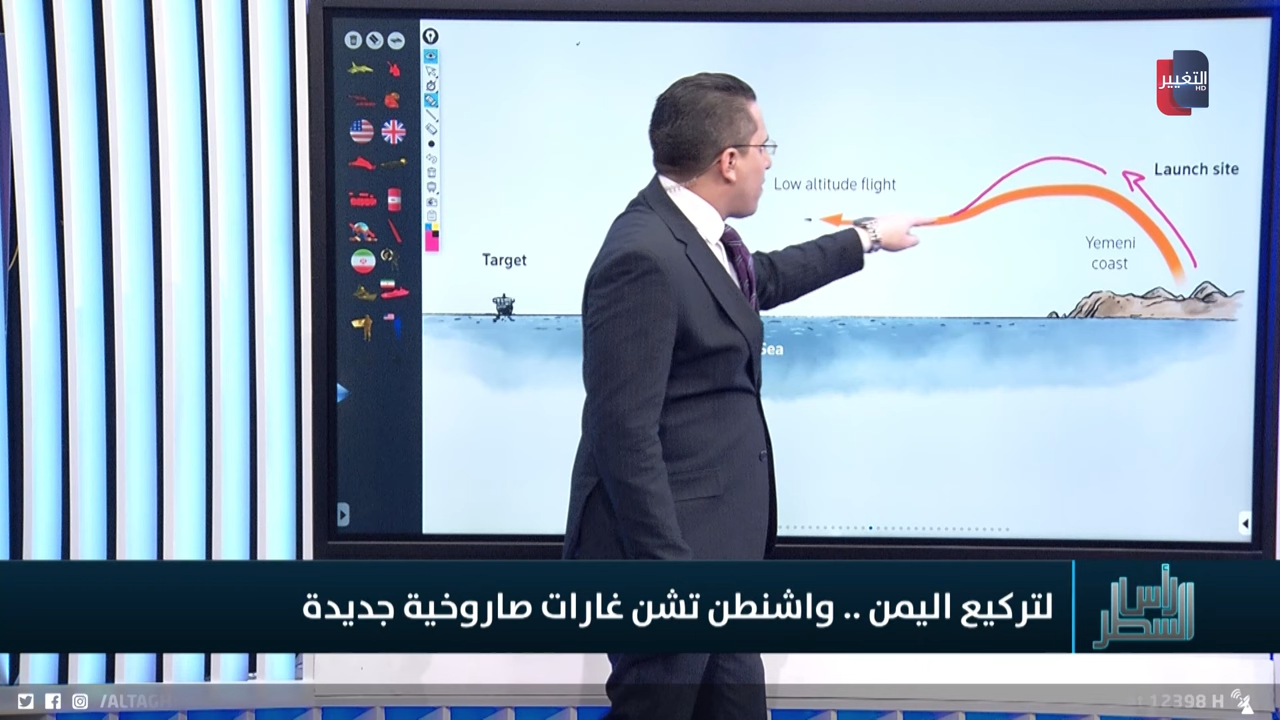 التغيير
HD
Launch site
Low altitude flight
Yemeni
coast
Target
Sea
لتركيع اليمن .. واشنطن تشن غارات صاروخية جديدة
رأس
السطر
/ALTAGH
12398 H